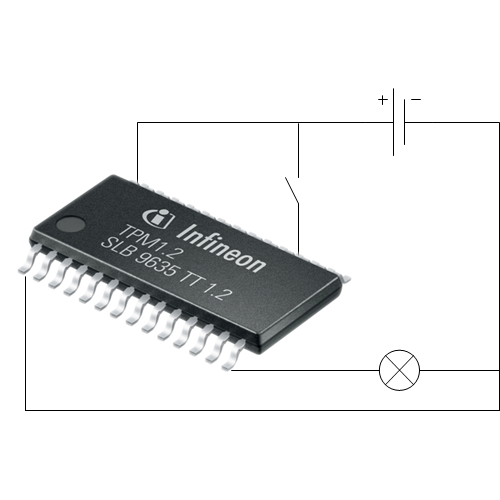 + −
Infineon
TPM1.2
SLB 9635 TT 1.2